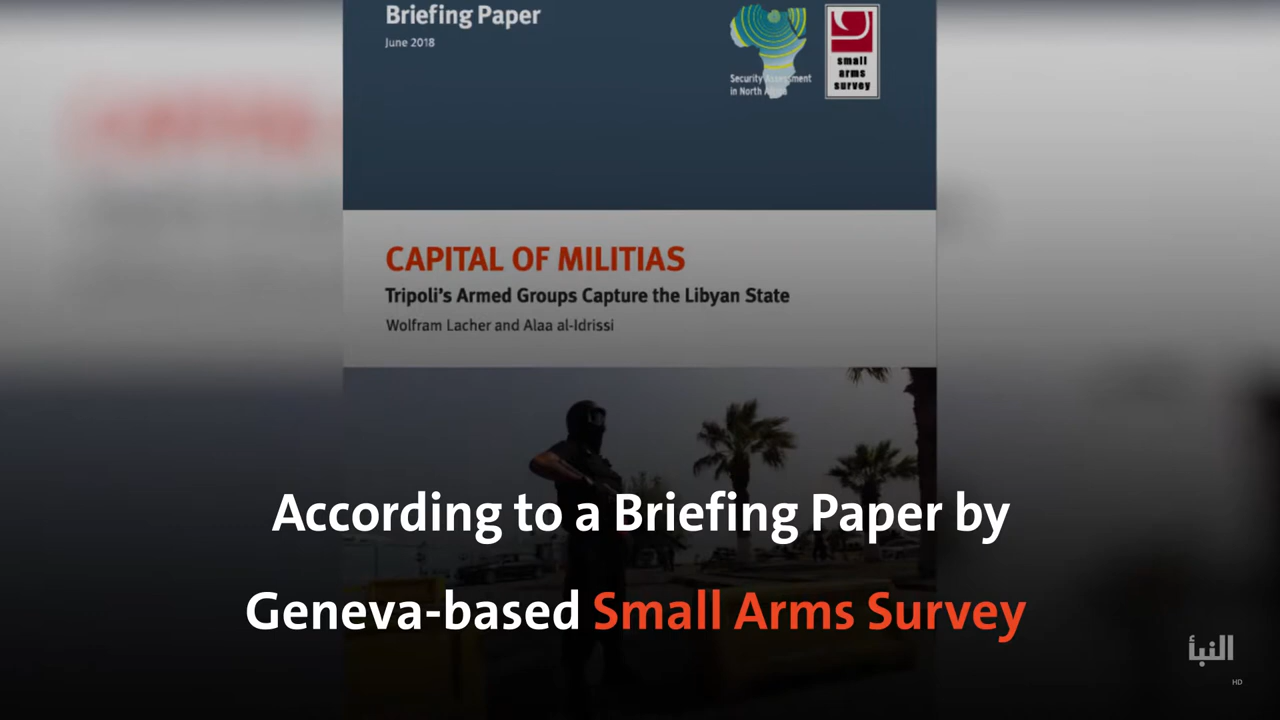 Briefing Paper
June 2018
Security Assessment
in North Africa
small
arms
survey
CAPITAL OF MILITIAS
Tripoli's Armed Groups Capture the Libyan State
Wolfram Lacher and Alaa al-Idrissi
According to a Briefing Paper by
Geneva-based Small Arms Survey
النبأ
HD